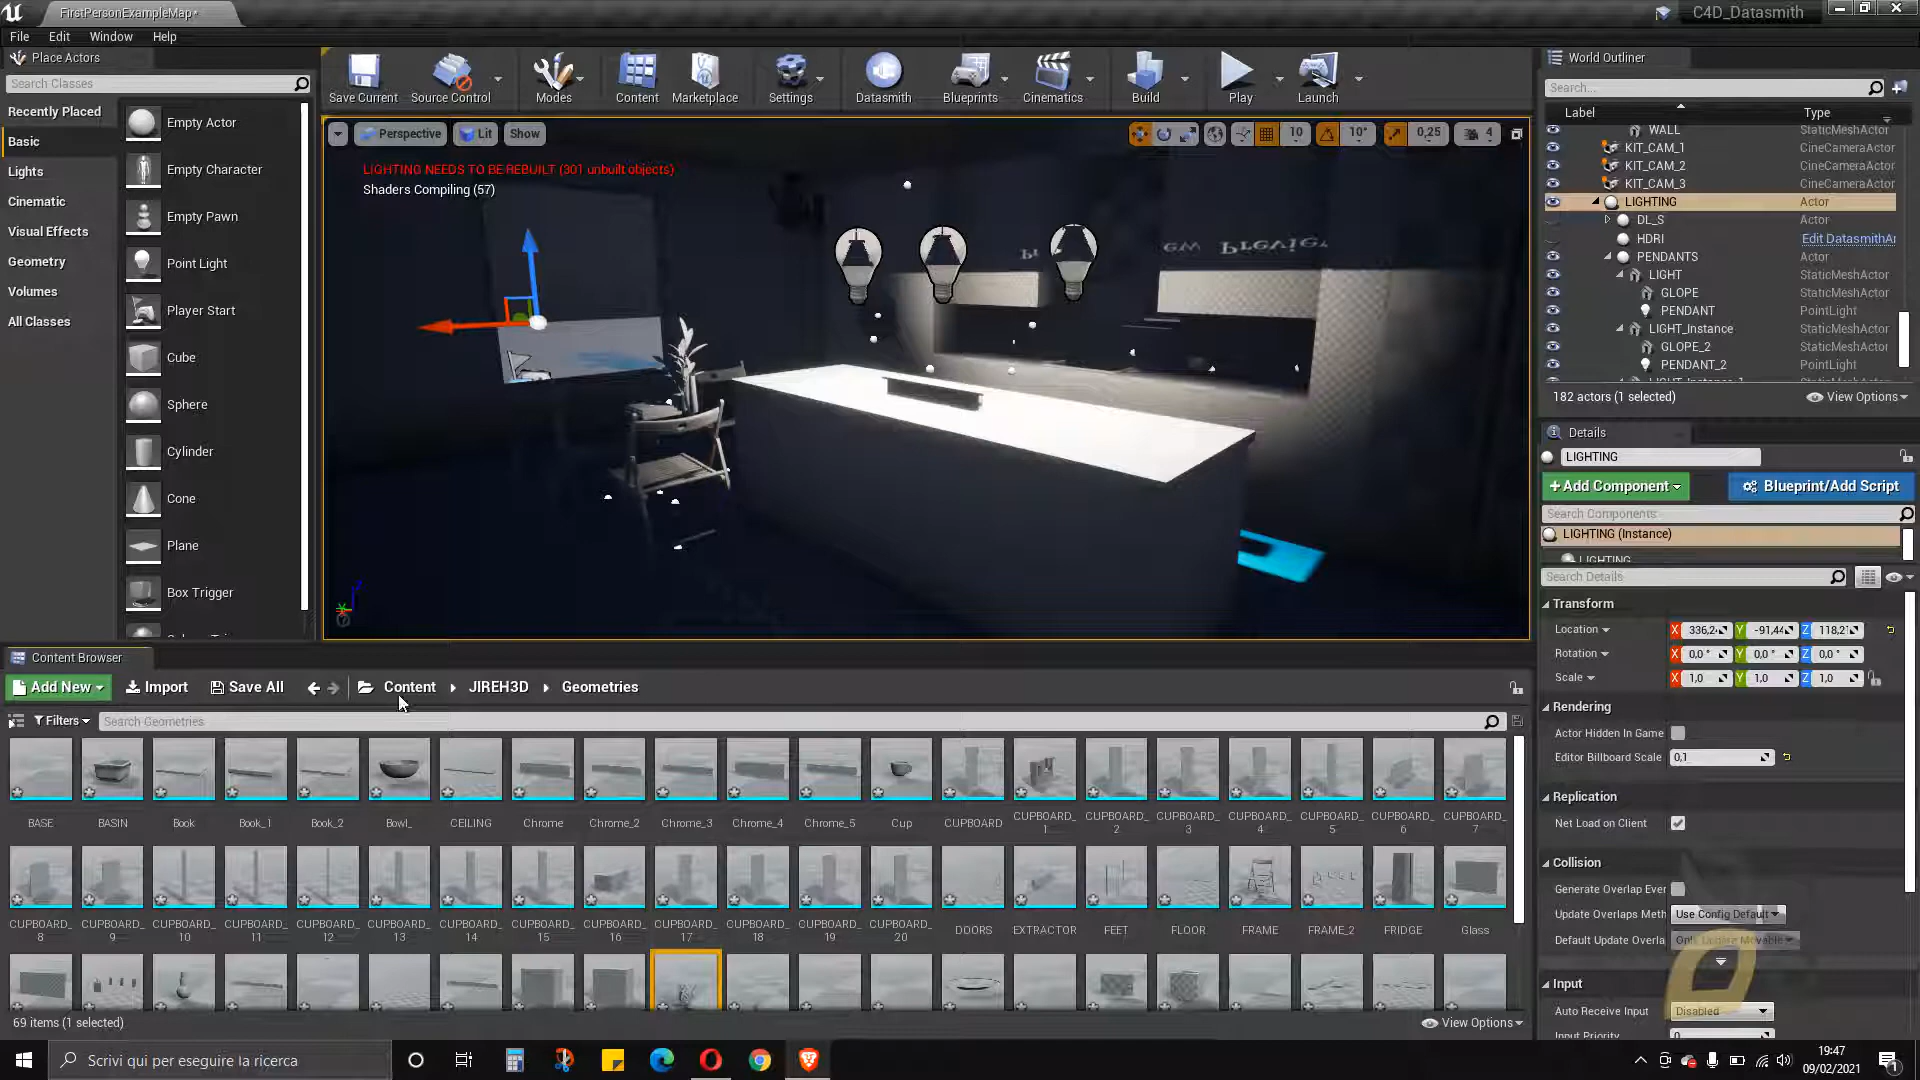 FirstPersonExampleMap*
C4D_Datasmith
File Edit Window Help
Place Actors
Search Classes
Recently Placed
Basic
Lights
Cinematic
Visual Effects
Geometry
Volumes
All Classes
Empty Actor
Empty Character
Empty Pawn
Point Light
Player Start
Cube
Sphere
Cylinder
Cone
Plane
Box Trigger
Save Current Source Control Modes Content Marketplace Settings Datasmith Blueprints Cinematics Build Play Launch
Perspective Lit Show
10 10° 0,25 4
LIGHTING NEEDS TO BE REBUILT (301 unbuilt objects)
Shaders Compiling (57)
World Outliner
Search...
Label Type
WALL StaticMeshActor
KIT_CAM_1 CineCameraActor
KIT_CAM_2 CineCameraActor
KIT_CAM_3 CineCameraActor
LIGHTING Actor
DL_S Actor
HDRI Edit DatasmithAr
PENDANTS Actor
LIGHT StaticMeshActor
GLOPE StaticMeshActor
PENDANT PointLight
LIGHT_Instance StaticMeshActor
GLOPE_2 StaticMeshActor
PENDANT_2 PointLight
182 actors (1 selected) View Options
Details
LIGHTING
+Add Component Blueprint/Add Script
Search Components
LIGHTING (Instance)
LIGHTING
Search Details
Transform
Location X 336,2 Y -91,44 Z 118,2
Rotation X 0,0 ° Y 0,0 ° Z 0,0 °
Scale X 1,0 Y 1,0 Z 1,0
Rendering
Actor Hidden In Game
Editor Billboard Scale 0,1
Replication
Net Load on Client
Collision
Generate Overlap Ever
Update Overlaps Meth Use Config Default
Default Update Overla Only Update Movable
Input
Auto Receive Input Disabled
Input Priority 0
Content Browser
Add New Import Save All Content JIREH3D Geometries
Filters Search Geometries
BASE BASIN Book Book_1 Book_2 Bowl_ CEILING Chrome Chrome_2 Chrome_3 Chrome_4 Chrome_5 Cup CUPBOARD CUPBOARD_1 CUPBOARD_2 CUPBOARD_3 CUPBOARD_4 CUPBOARD_5 CUPBOARD_6 CUPBOARD_7
CUPBOARD_8 CUPBOARD_9 CUPBOARD_10 CUPBOARD_11 CUPBOARD_12 CUPBOARD_13 CUPBOARD_14 CUPBOARD_15 CUPBOARD_16 CUPBOARD_17 CUPBOARD_18 CUPBOARD_19 CUPBOARD_20 DOORS EXTRACTOR FEET FLOOR FRAME FRAME_2 FRIDGE Glass
69 items (1 selected) View Options
Scrivi qui per eseguire la ricerca
19:47
09/02/2021
1